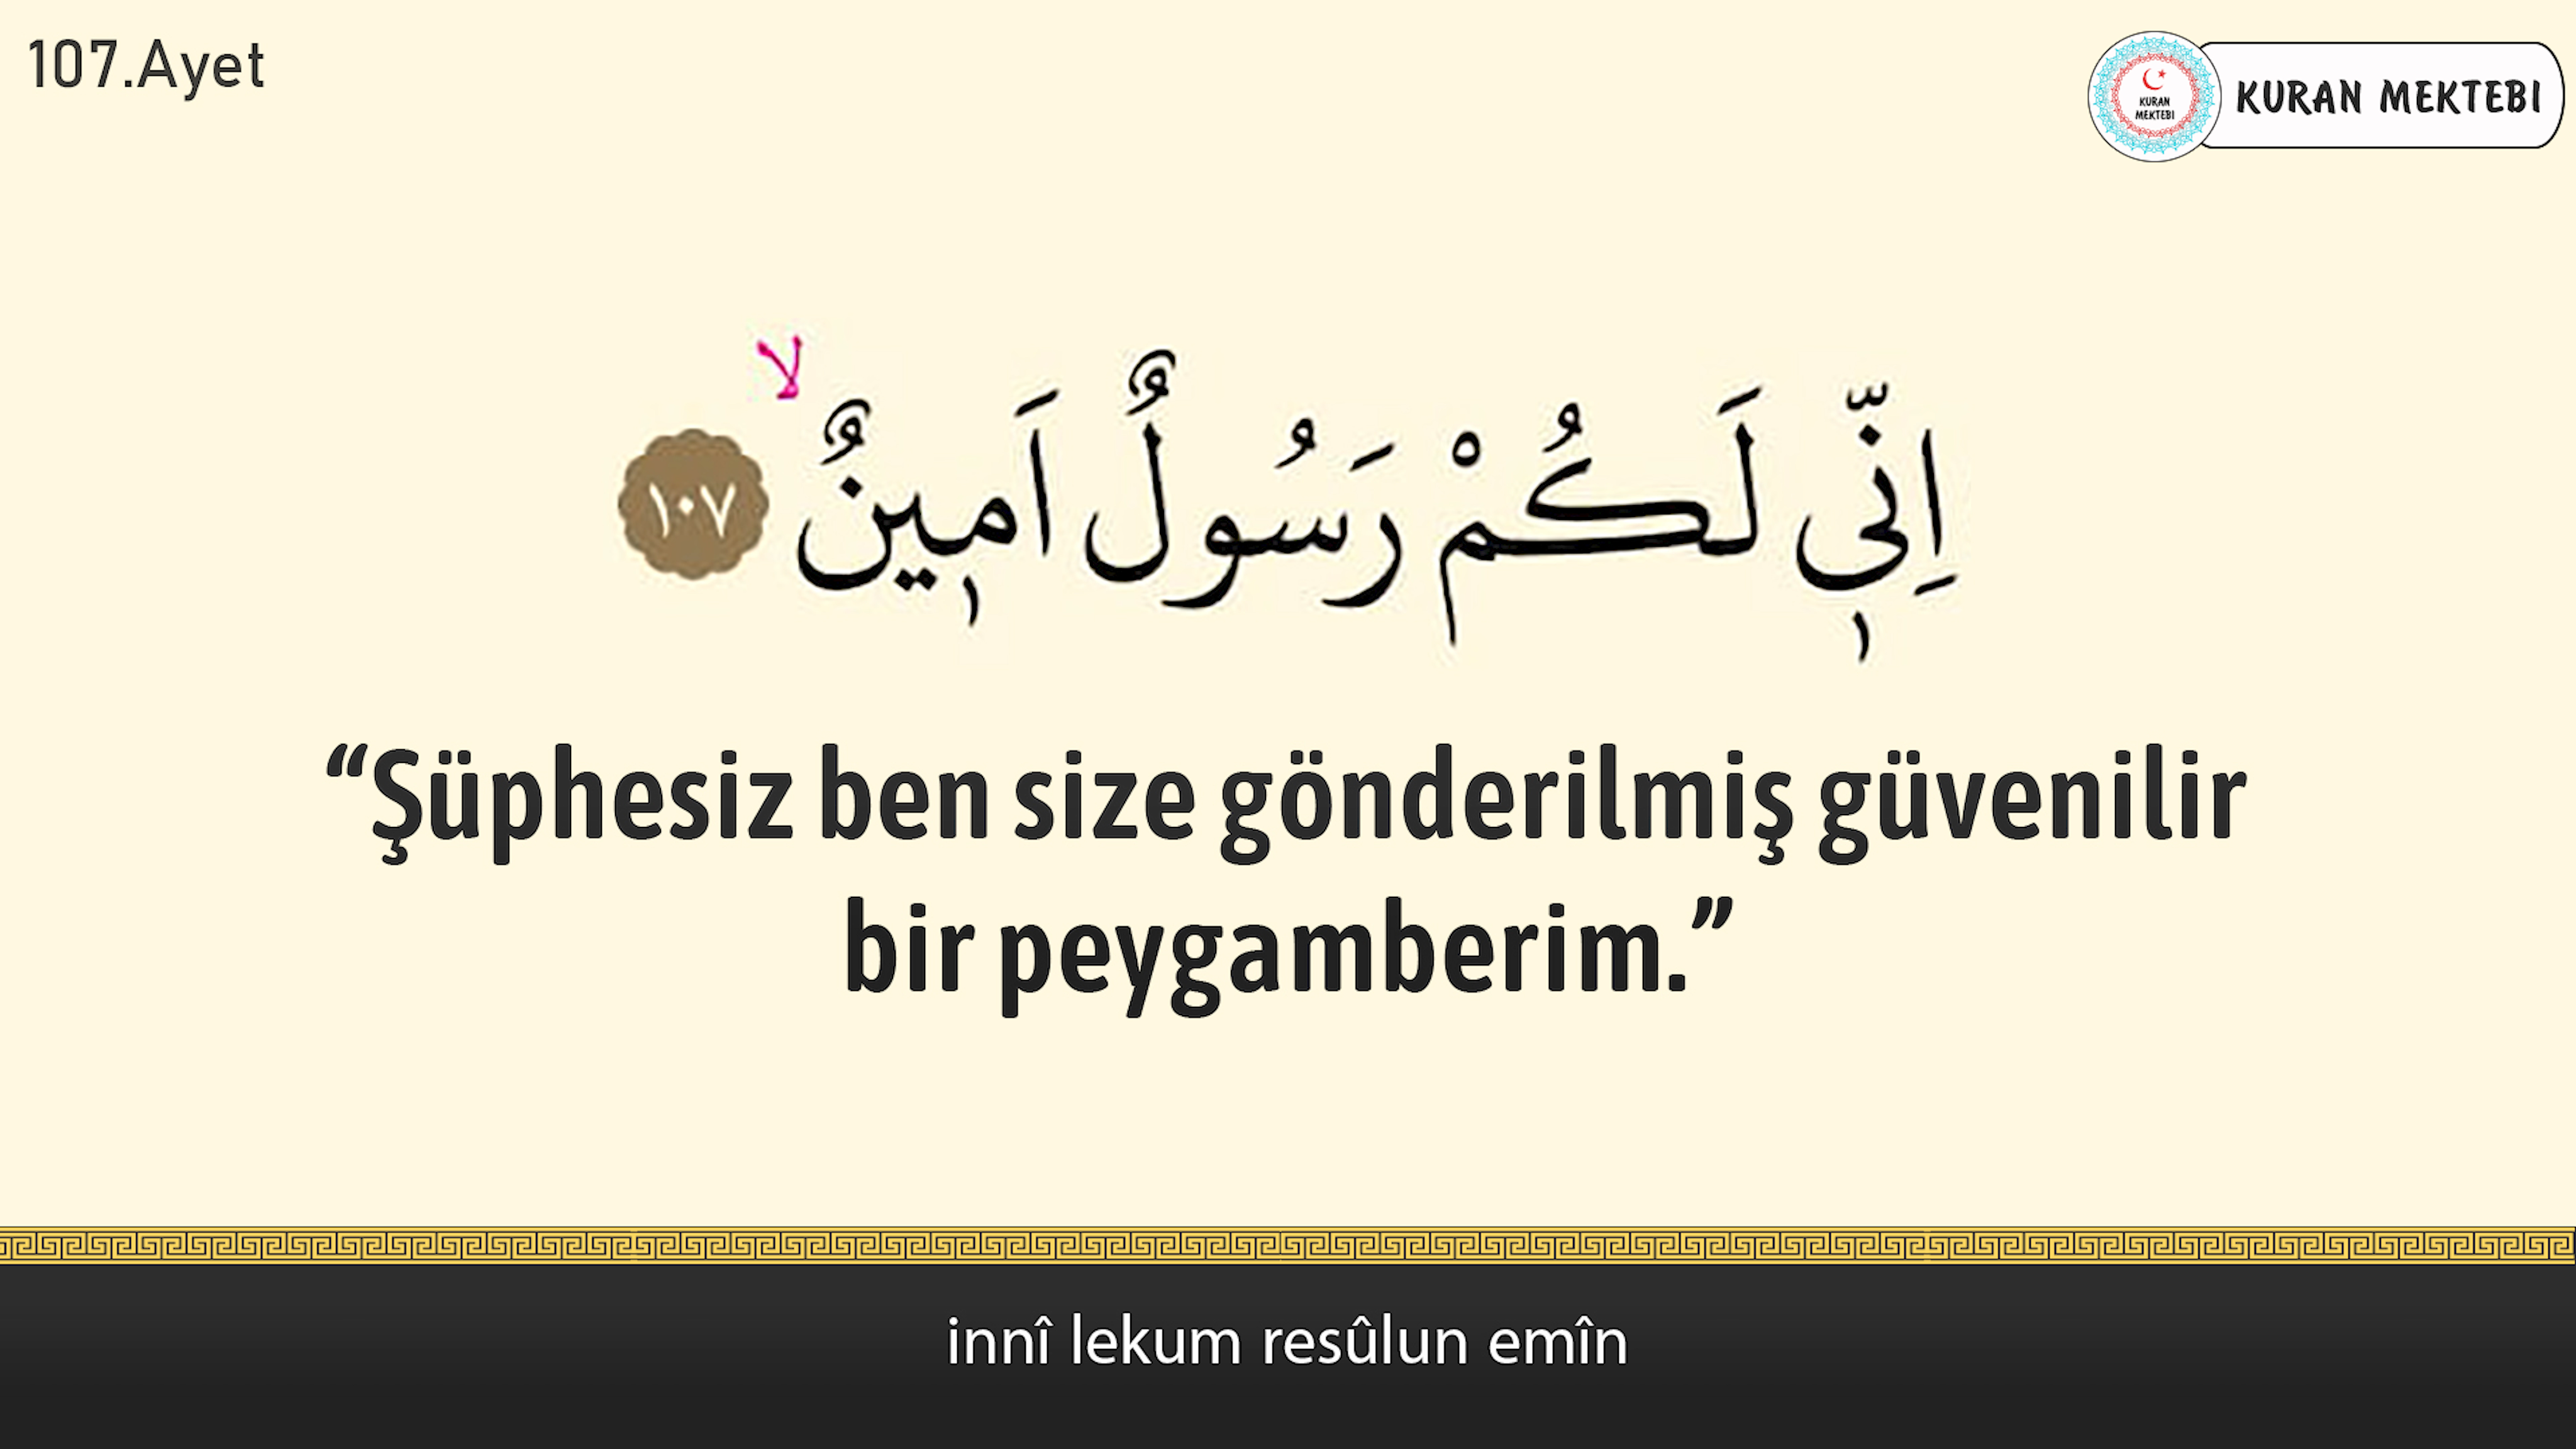 107.Ayet
KURAN
MEKTEBI
KURAN MEKTEBI
اِنّ۪ي لَكُمْ رَسُولٌ اَم۪ينٌۙ ﴿١٠٧﴾
“Şüphesiz ben size gönderilmiş güvenilir
bir peygamberim.”
innî lekum resûlun emîn